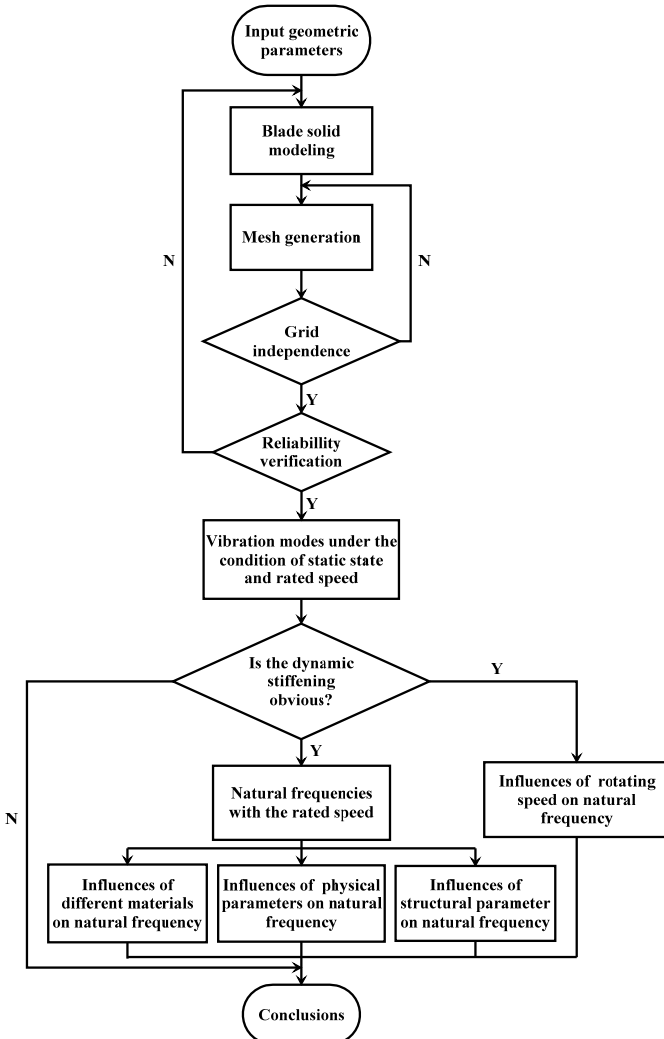 Input geometric
parameters
Blade solid
modeling
Mesh generation
N
N
Grid
independence
Y
Reliabillity
verification
Y
Vibration modes under the
condition of static state
and rated speed
Is the dynamic
stiffening
obvious?
Y
Y
N
Natural frequencies
with the rated speed
Influences of rotating
speed on natural
frequency
Influences of
different materials
on natural frequency
Influences of physical
parameters on natural
frequency
Influences of
structural parameter
on natural frequency
Conclusions